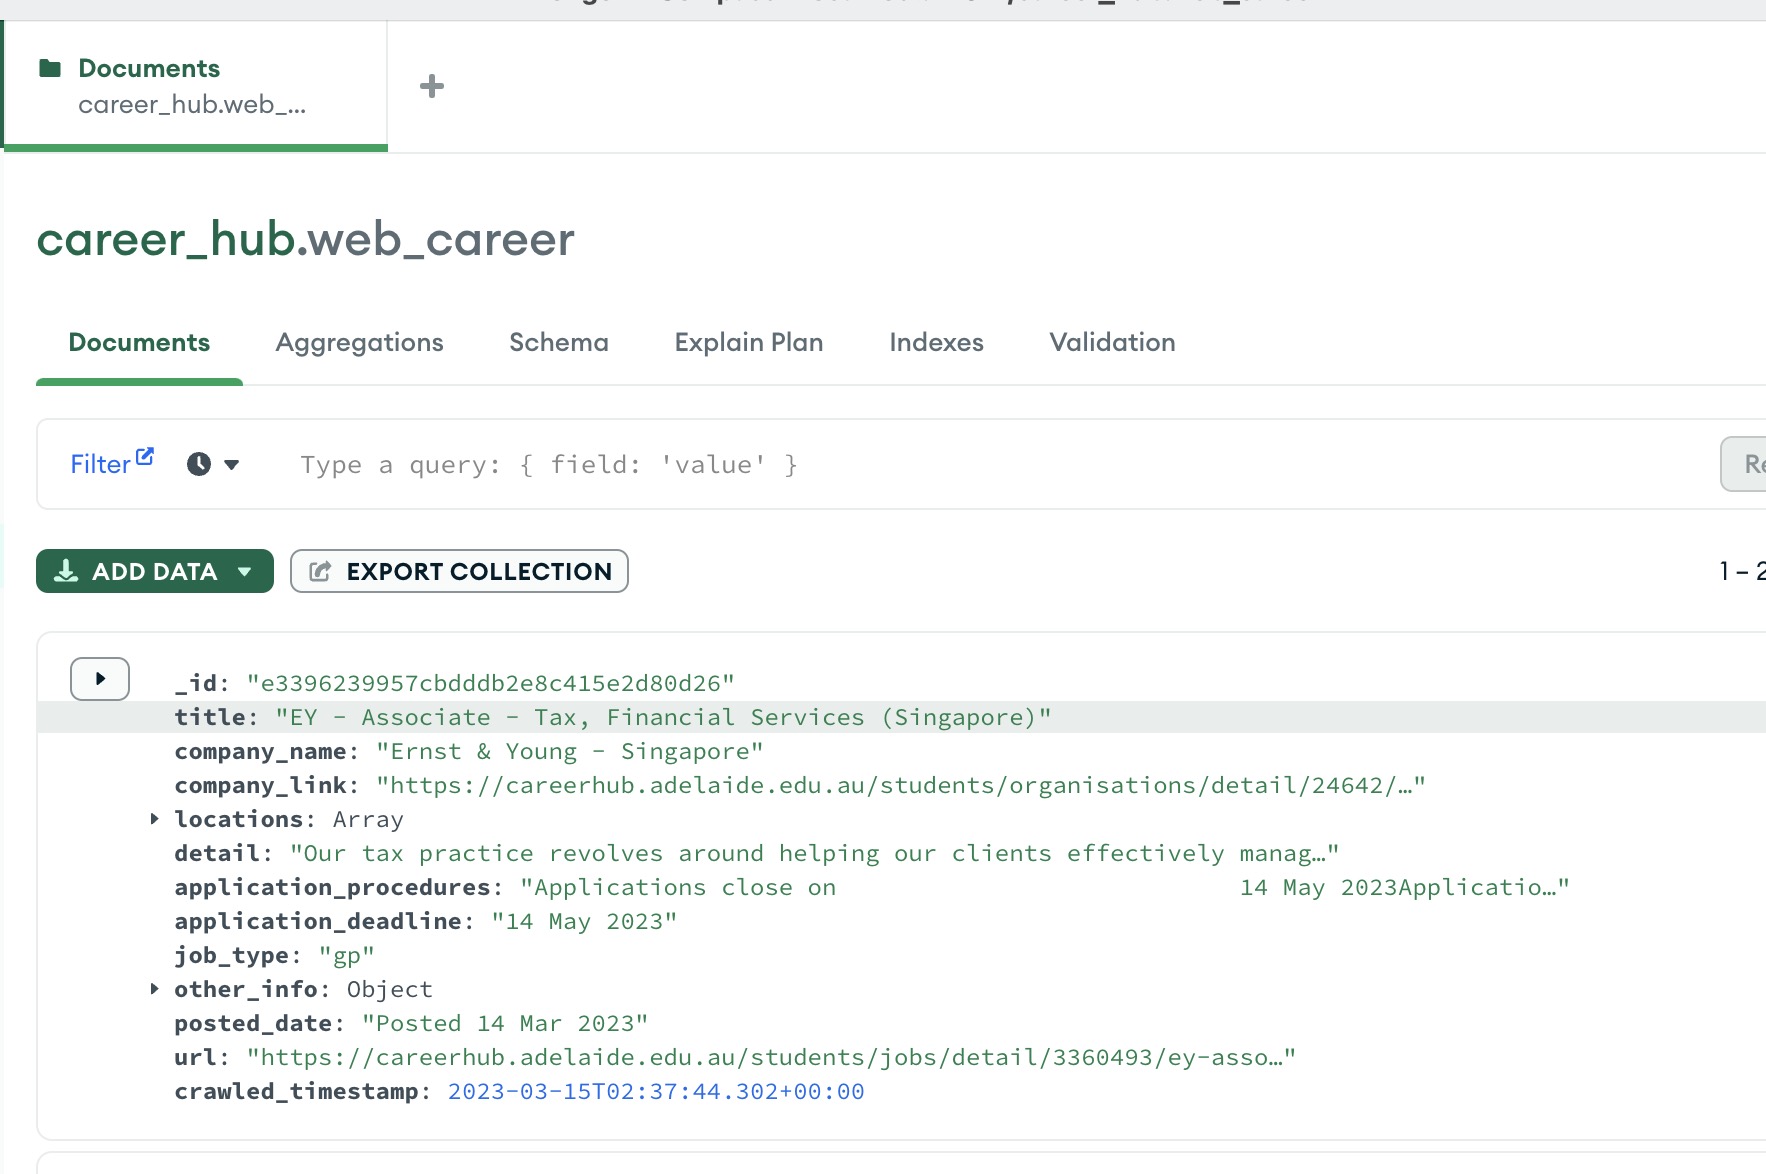 Documents
career_hub.web_...
career_hub.web_career
Documents Aggregations Schema Explain Plan Indexes Validation
Filter Type a query: { field: 'value' }
ADD DATA EXPORT COLLECTION 1 – 2
_id: "e3396239957cbdddb2e8c415e2d80d26"
title: "EY - Associate - Tax, Financial Services (Singapore)"
company_name: "Ernst & Young - Singapore"
company_link: "https://careerhub.adelaide.edu.au/students/organisations/detail/24642/…"
locations: Array
detail: "Our tax practice revolves around helping our clients effectively manag…"
application_procedures: "Applications close on 14 May 2023Applicatio…"
application_deadline: "14 May 2023"
job_type: "gp"
other_info: Object
posted_date: "Posted 14 Mar 2023"
url: "https://careerhub.adelaide.edu.au/students/jobs/detail/3360493/ey-asso…"
crawled_timestamp: 2023-03-15T02:37:44.302+00:00